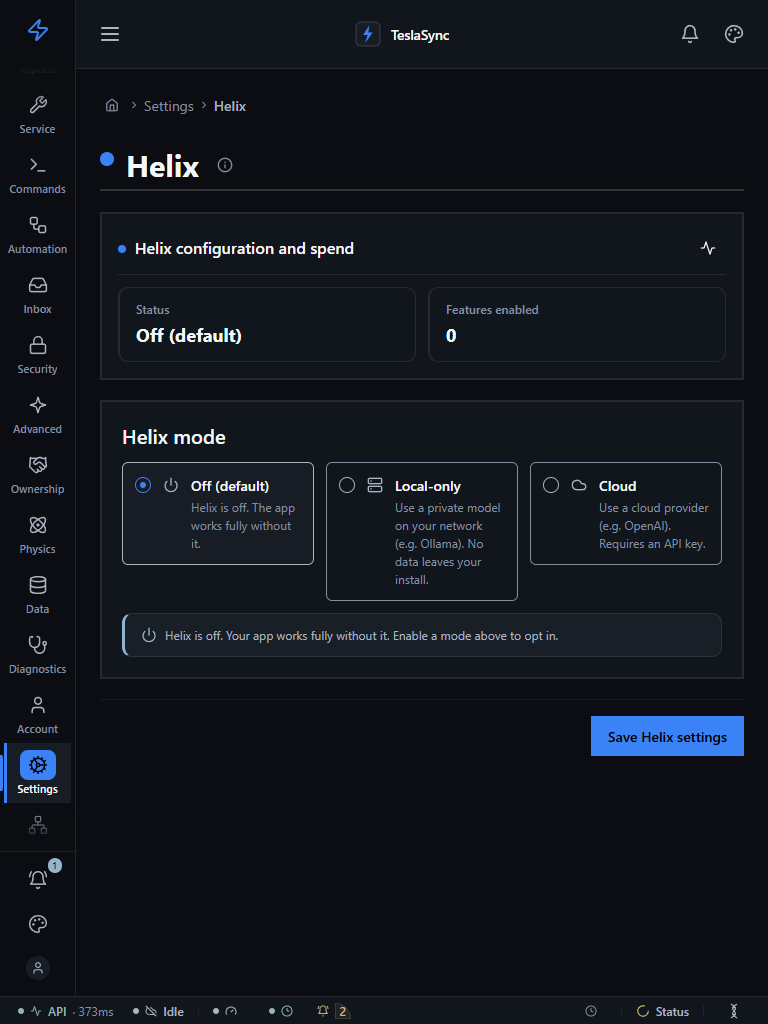 TeslaSync
Reports
Service
Commands
Automation
Inbox
Security
Advanced
Ownership
Physics
Data
Diagnostics
Account
Settings
1
Settings
Helix
Helix
Helix configuration and spend
Status
Off (default)
Features enabled
0
Helix mode
Off (default)
Helix is off. The app
works fully without
it.
Local-only
Use a private model
on your network
(e.g. Ollama). No
data leaves your
install.
Cloud
Use a cloud provider
(e.g. OpenAI).
Requires an API key.
Helix is off. Your app works fully without it. Enable a mode above to opt in.
Save Helix settings
API · 373ms
Idle
2
Status